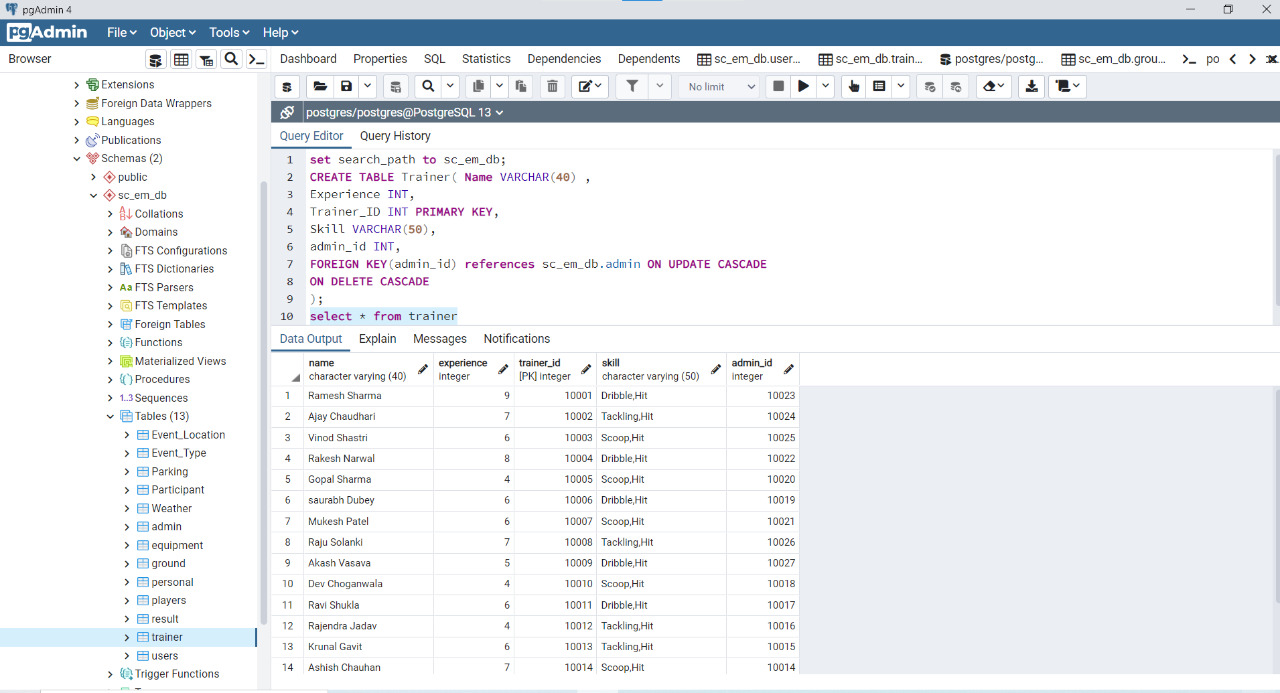 pgAdmin 4
pgAdmin File Object Tools Help
Browser
Dashboard Properties SQL Statistics Dependencies Dependents sc_em_db.user... sc_em_db.train... postgres/postg... sc_em_db.grou... po
No limit
postgres/postgres@PostgreSQL 13
Query Editor Query History
Extensions
Foreign Data Wrappers
Languages
Publications
Schemas (2)
public
sc_em_db
Collations
Domains
FTS Configurations
FTS Dictionaries
Aa FTS Parsers
FTS Templates
Foreign Tables
Functions
Materialized Views
Procedures
1..3 Sequences
Tables (13)
Event_Location
Event_Type
Parking
Participant
Weather
admin
equipment
ground
personal
players
result
trainer
users
Trigger Functions
1 set search_path to sc_em_db;
2 CREATE TABLE Trainer( Name VARCHAR(40) ,
3 Experience INT,
4 Trainer_ID INT PRIMARY KEY,
5 Skill VARCHAR(50),
6 admin_id INT,
7 FOREIGN KEY(admin_id) references sc_em_db.admin ON UPDATE CASCADE
8 ON DELETE CASCADE
9 );
10 select * from trainer
Data Output Explain Messages Notifications
name experience trainer_id skill admin_id
character varying (40) integer [PK] integer character varying (50) integer
1 Ramesh Sharma 9 10001 Dribble,Hit 10023
2 Ajay Chaudhari 7 10002 Tackling,Hit 10024
3 Vinod Shastri 6 10003 Scoop,Hit 10025
4 Rakesh Narwal 8 10004 Dribble,Hit 10022
5 Gopal Sharma 4 10005 Scoop,Hit 10020
6 saurabh Dubey 6 10006 Dribble,Hit 10019
7 Mukesh Patel 6 10007 Scoop,Hit 10021
8 Raju Solanki 7 10008 Tackling,Hit 10026
9 Akash Vasava 5 10009 Dribble,Hit 10027
10 Dev Choganwala 4 10010 Scoop,Hit 10018
11 Ravi Shukla 6 10011 Dribble,Hit 10017
12 Rajendra Jadav 4 10012 Tackling,Hit 10016
13 Krunal Gavit 6 10013 Tackling,Hit 10015
14 Ashish Chauhan 7 10014 Scoop,Hit 10014